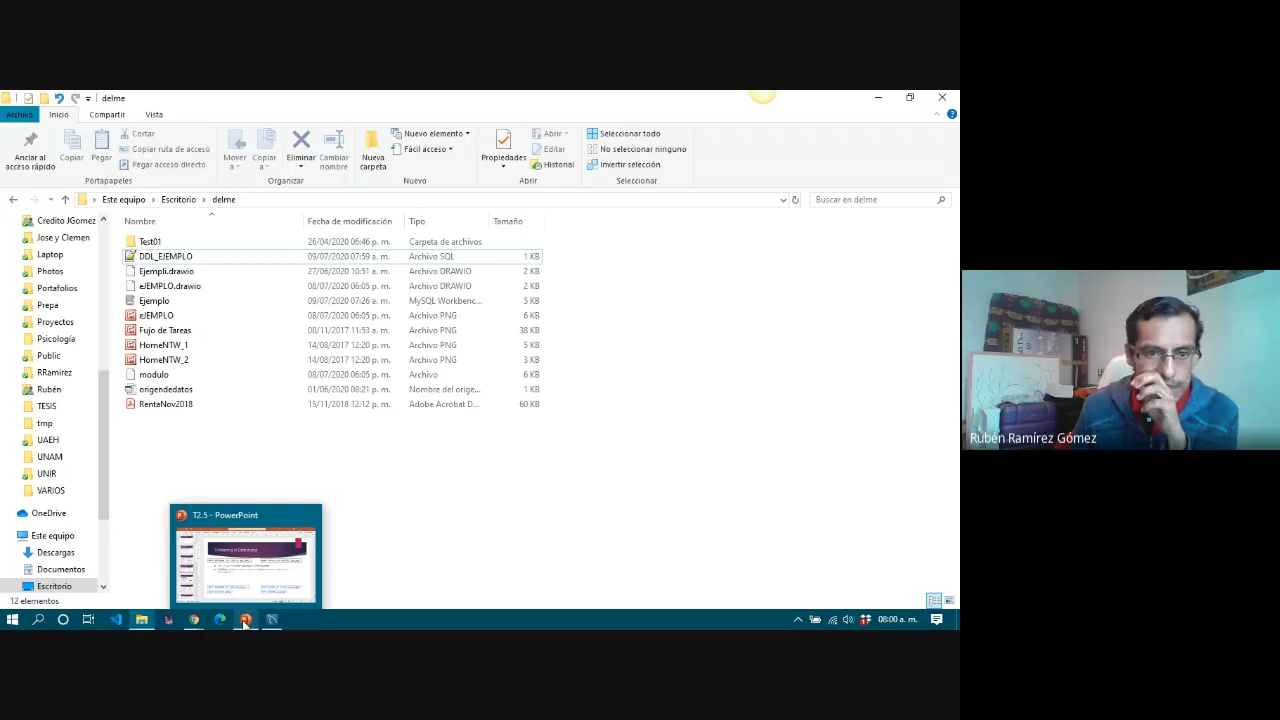 delme
Archivo Inicio Compartir Vista
Anclar al acceso rápido
Copiar
Pegar
Cortar
Copiar ruta de acceso
Pegar acceso directo
Portapapeles
Mover a
Copiar a
Eliminar
Cambiar nombre
Organizar
Nueva carpeta
Nuevo elemento
Fácil acceso
Nuevo
Propiedades
Abrir
Editar
Historial
Abrir
Seleccionar todo
No seleccionar ninguno
Invertir selección
Seleccionar
Este equipo > Escritorio > delme
Buscar en delme
Credito JGomez
Jose y Clemen
Laptop
Photos
Portafolios
Prepa
Proyectos
Psicología
Public
RRamirez
Rubén
TESIS
tmp
UAEH
UNAM
UNIR
VARIOS
OneDrive
Este equipo
Descargas
Documentos
Escritorio
Nombre Fecha de modificación Tipo Tamaño
Test01 26/04/2020 06:46 p. m. Carpeta de archivos
DDL_EJEMPLO 09/07/2020 07:59 a. m. Archivo SQL 1 KB
Ejempli.drawio 27/06/2020 10:51 a. m. Archivo DRAWIO 2 KB
eJEMPLO.drawio 08/07/2020 06:05 p. m. Archivo DRAWIO 2 KB
Ejemplo 09/07/2020 07:26 a. m. MySQL Workbenc... 5 KB
eJEMPLO 08/07/2020 06:05 p. m. Archivo PNG 6 KB
Fujo de Tareas 08/11/2017 11:53 a. m. Archivo PNG 38 KB
HomeNTW_1 14/08/2017 12:20 p. m. Archivo PNG 5 KB
HomeNTW_2 14/08/2017 12:20 p. m. Archivo PNG 3 KB
modulo 08/07/2020 06:05 p. m. Archivo 6 KB
origendedatos 01/06/2020 08:21 p. m. Nombre del orige... 1 KB
RentaNov2018 15/11/2018 12:12 p. m. Adobe Acrobat D... 60 KB
T2.5 - PowerPoint
12 elementos
08:00 a. m.
Rubén Ramírez Gómez